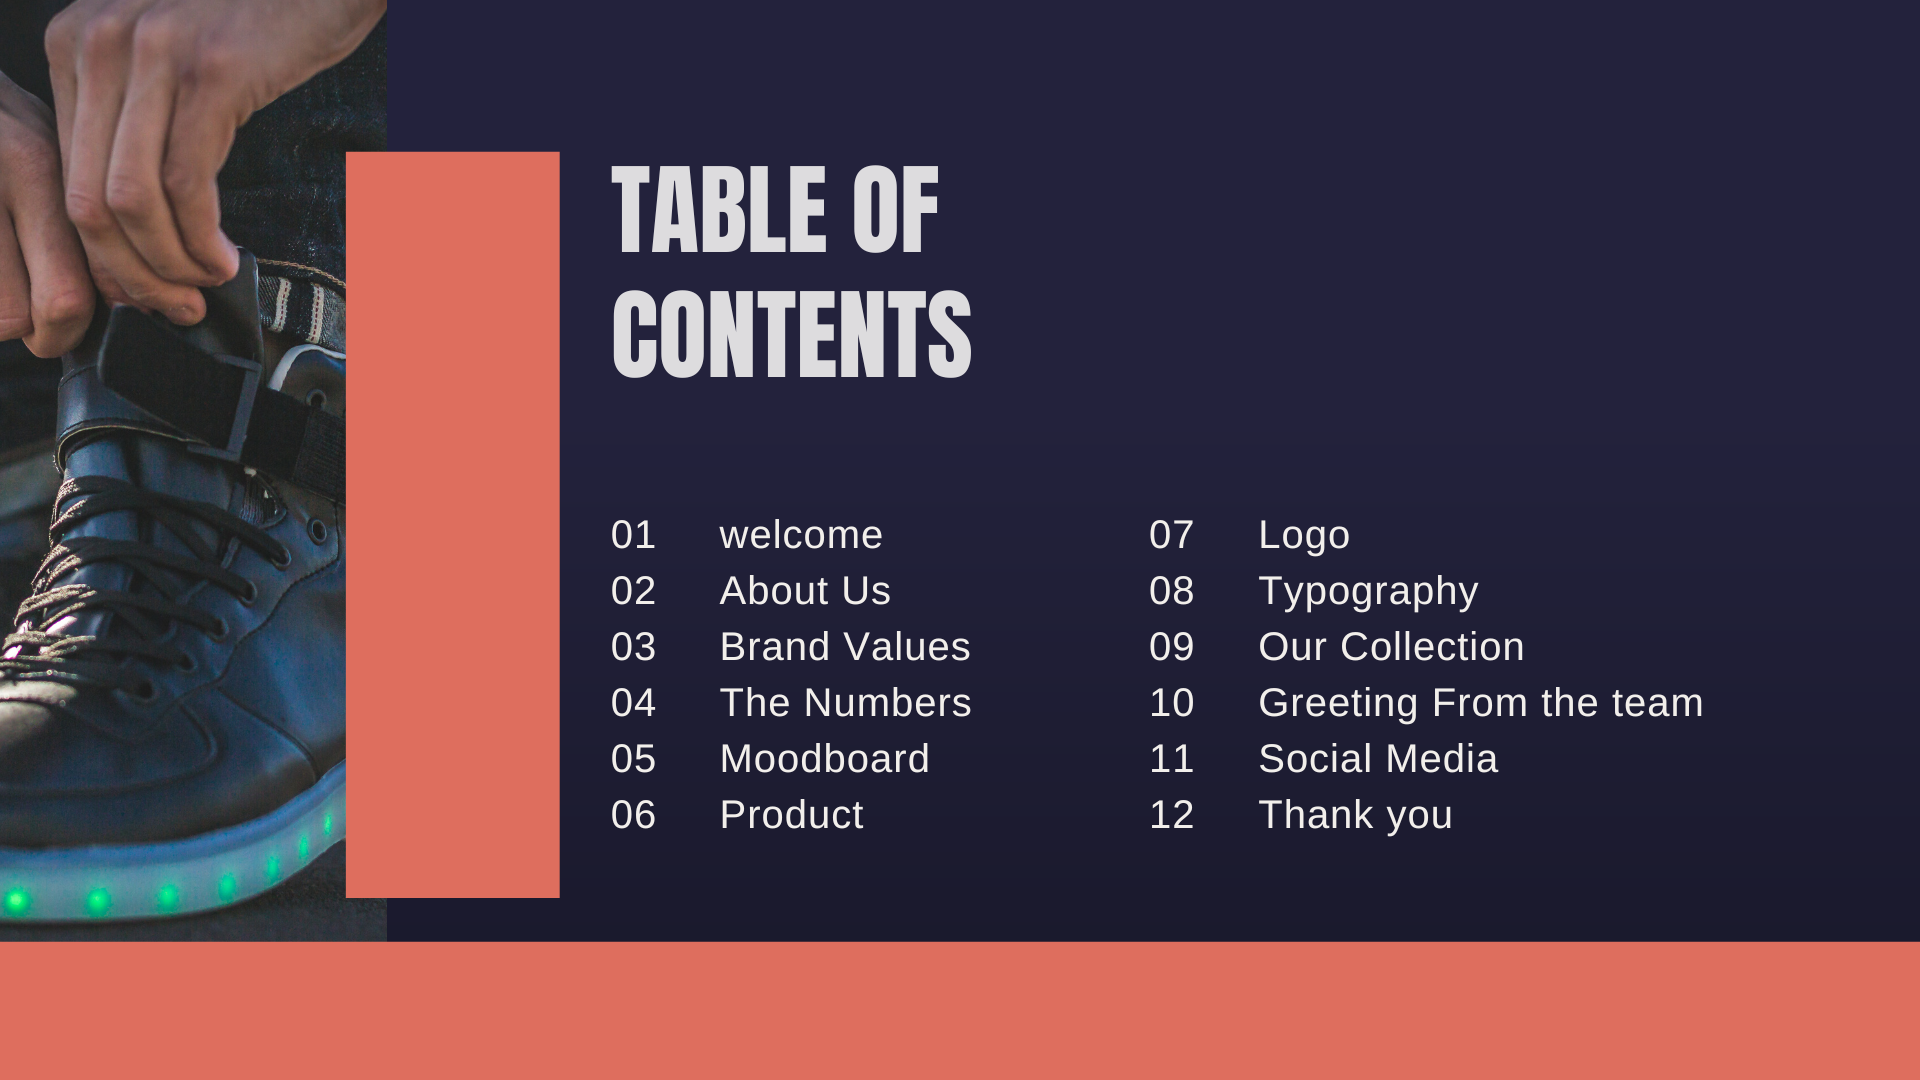 TABLE OF
CONTENTS
01 welcome
02 About Us
03 Brand Values
04 The Numbers
05 Moodboard
06 Product
07 Logo
08 Typography
09 Our Collection
10 Greeting From the team
11 Social Media
12 Thank you